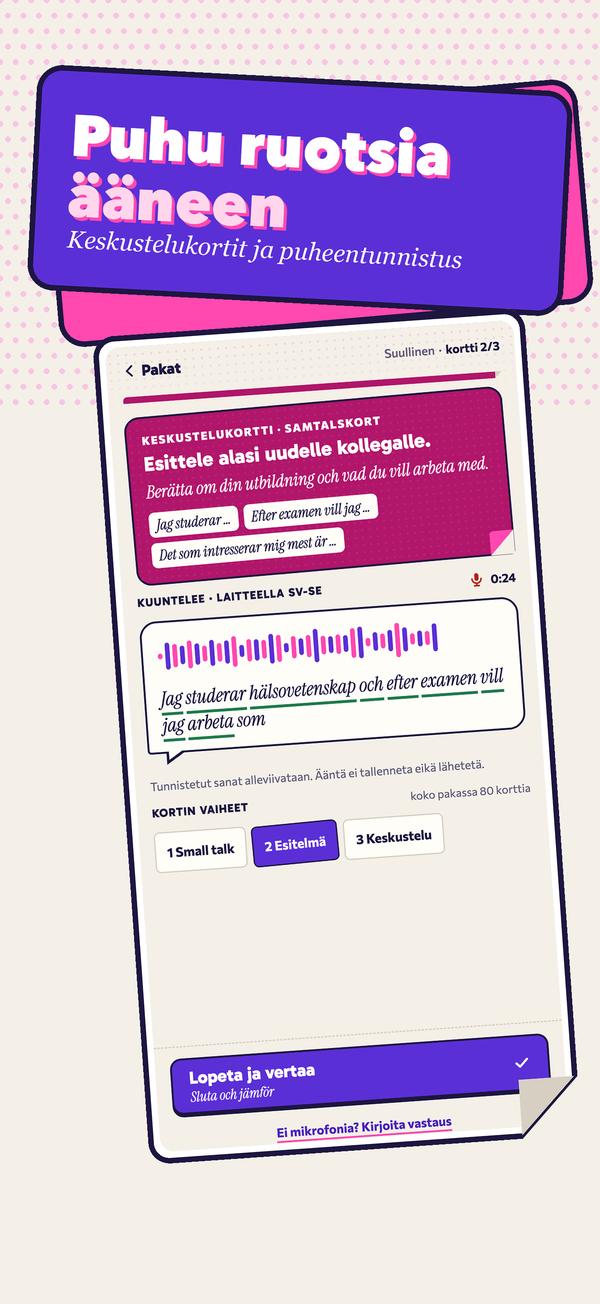 Puhu ruotsia
ääneen
Keskustelukortit ja puheentunnistus
Pakat
Suullinen · kortti 2/3
KESKUSTELUKORTTI · SAMTALSKORT
Esittele alasi uudelle kollegalle.
Berätta om din utbildning och vad du vill arbeta med.
Jag studerar ...
Efter examen vill jag ...
Det som intresserar mig mest är ...
KUUNTELEE · LAITTEELLA SV-SE
0:24
Jag studerar hälsovetenskap och efter examen vill
jag arbeta som
Tunnistetut sanat alleviivataan. Ääntä ei tallenneta eikä lähetetä.
KORTIN VAIHEET
koko pakassa 80 korttia
1 Small talk
2 Esitelmä
3 Keskustelu
Lopeta ja vertaa
Sluta och jämför
Ei mikrofonia? Kirjoita vastaus